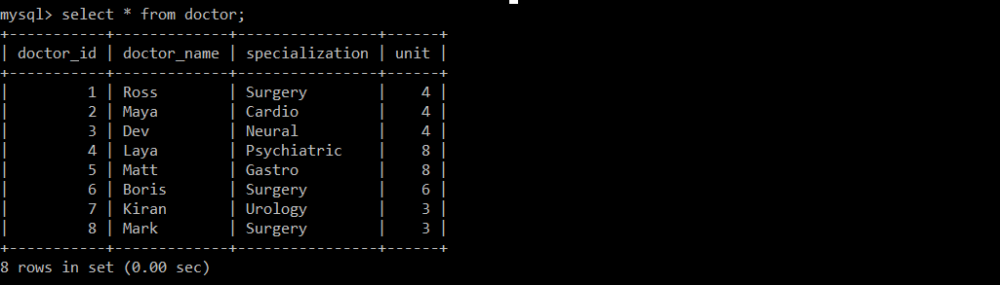 mysql> select * from doctor;
+-----------+-------------+----------------+------+
| doctor_id | doctor_name | specialization | unit |
+-----------+-------------+----------------+------+
|         1 | Ross        | Surgery        |    4 |
|         2 | Maya        | Cardio         |    4 |
|         3 | Dev         | Neural         |    4 |
|         4 | Laya        | Psychiatric    |    8 |
|         5 | Matt        | Gastro         |    8 |
|         6 | Boris       | Surgery        |    6 |
|         7 | Kiran       | Urology        |    3 |
|         8 | Mark        | Surgery        |    3 |
+-----------+-------------+----------------+------+
8 rows in set (0.00 sec)